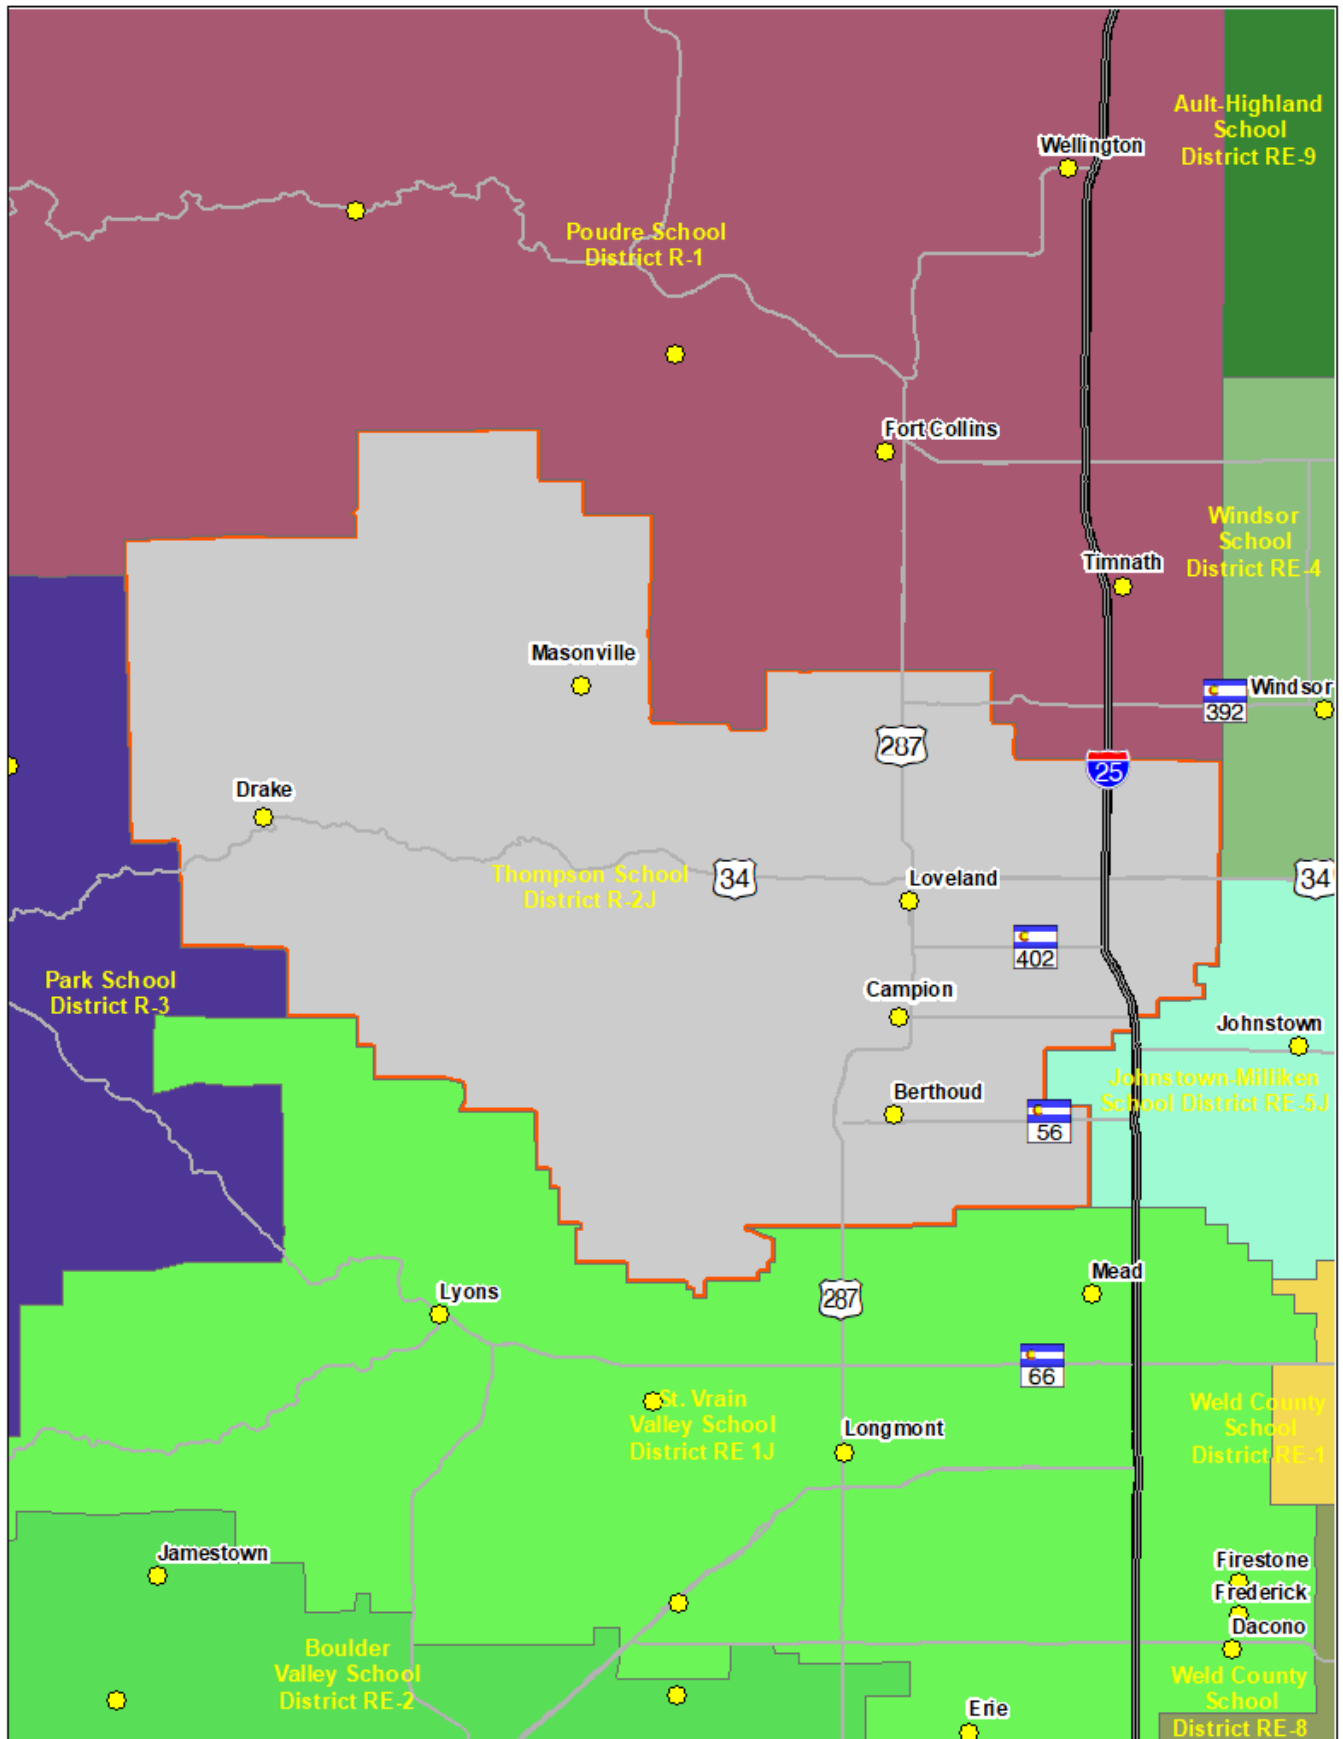 Ault-Highland
School
District RE-9
Wellington
Poudre School
District R-1
Fort Collins
Windsor
School
District RE-4
Timnath
Masonville
Windsor
392
287
25
Drake
Thompson School
District R-2J
34
Loveland
34
402
Park School
District R-3
Campion
Johnstown
Johnstown-Milliken
School District RE-5J
Berthoud
56
Mead
Lyons
287
66
St. Vrain
Valley School
District RE 1J
Weld County
School
District RE-1
Longmont
Jamestown
Firestone
Frederick
Dacono
Boulder
Valley School
District RE-2
Weld County
School
District RE-8
Erie